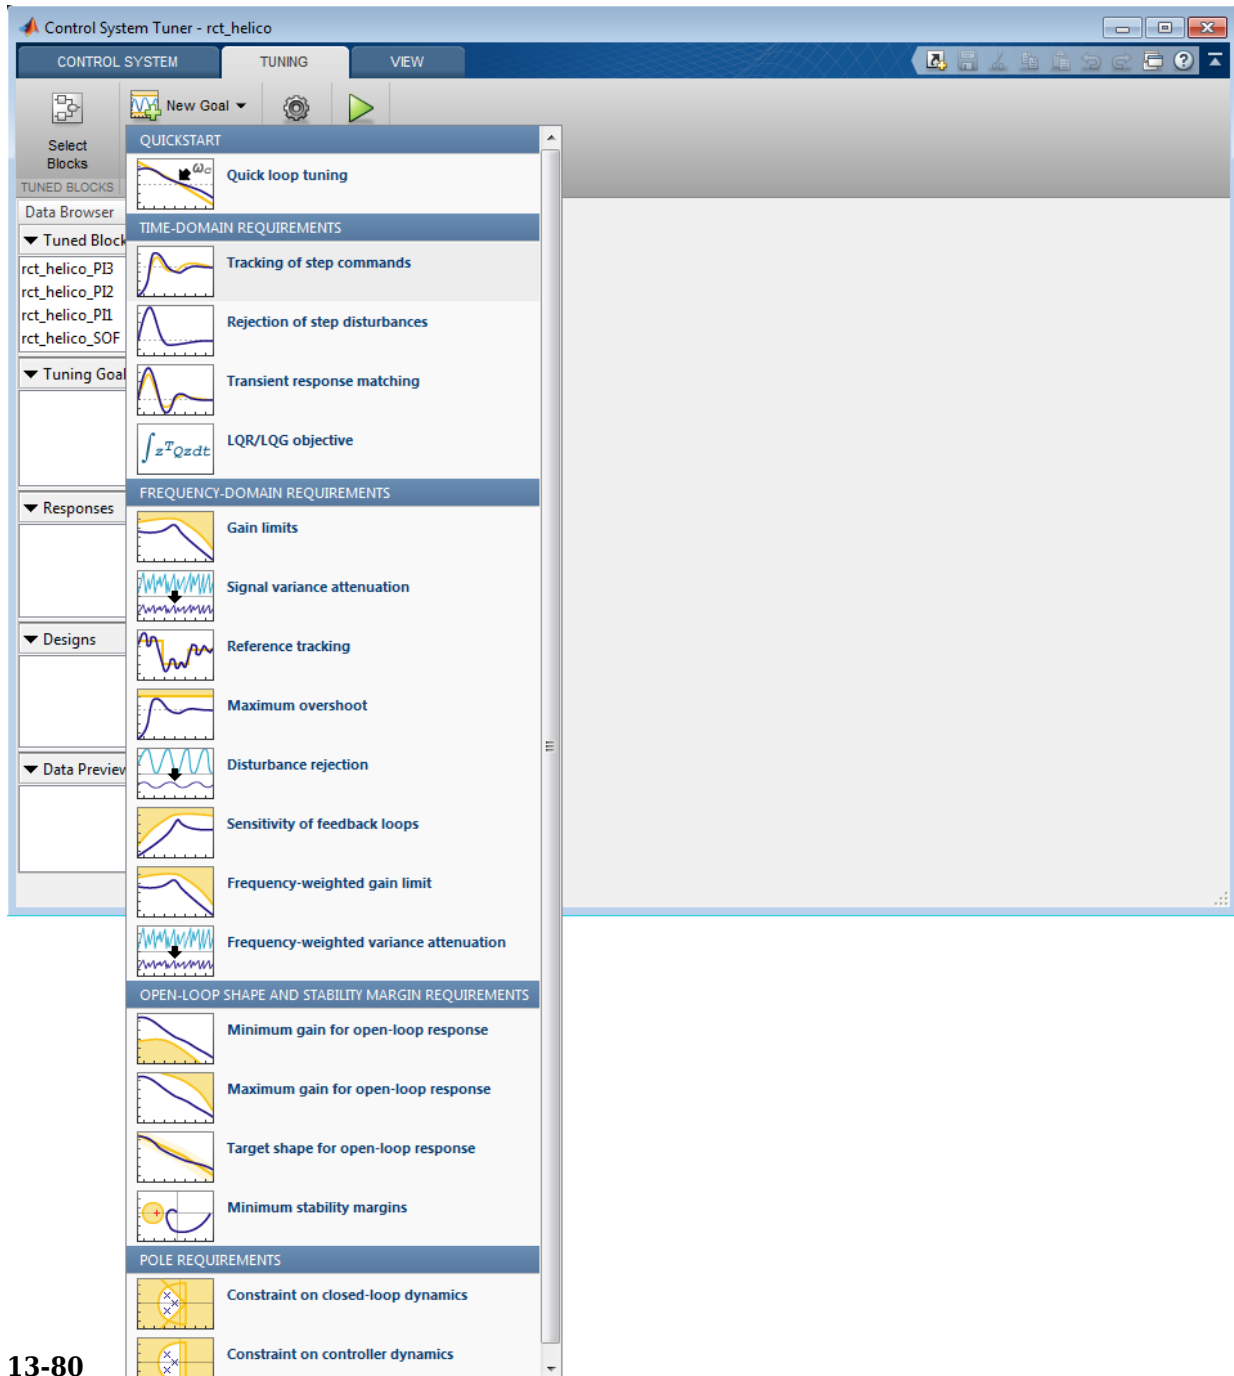 Control System Tuner - rct_helico
CONTROL SYSTEM
TUNING
VIEW
New Goal
Select
Blocks
TUNED BLOCKS
Data Browser
Tuned Block
rct_helico_PI3
rct_helico_PI2
rct_helico_PI1
rct_helico_SOF
Tuning Goal
Responses
Designs
Data Preview
QUICKSTART
ωc
Quick loop tuning
TIME-DOMAIN REQUIREMENTS
Tracking of step commands
Rejection of step disturbances
Transient response matching
∫zᵀQzdt
LQR/LQG objective
FREQUENCY-DOMAIN REQUIREMENTS
Gain limits
Signal variance attenuation
Reference tracking
Maximum overshoot
Disturbance rejection
Sensitivity of feedback loops
Frequency-weighted gain limit
Frequency-weighted variance attenuation
OPEN-LOOP SHAPE AND STABILITY MARGIN REQUIREMENTS
Minimum gain for open-loop response
Maximum gain for open-loop response
Target shape for open-loop response
Minimum stability margins
POLE REQUIREMENTS
Constraint on closed-loop dynamics
Constraint on controller dynamics
13-80